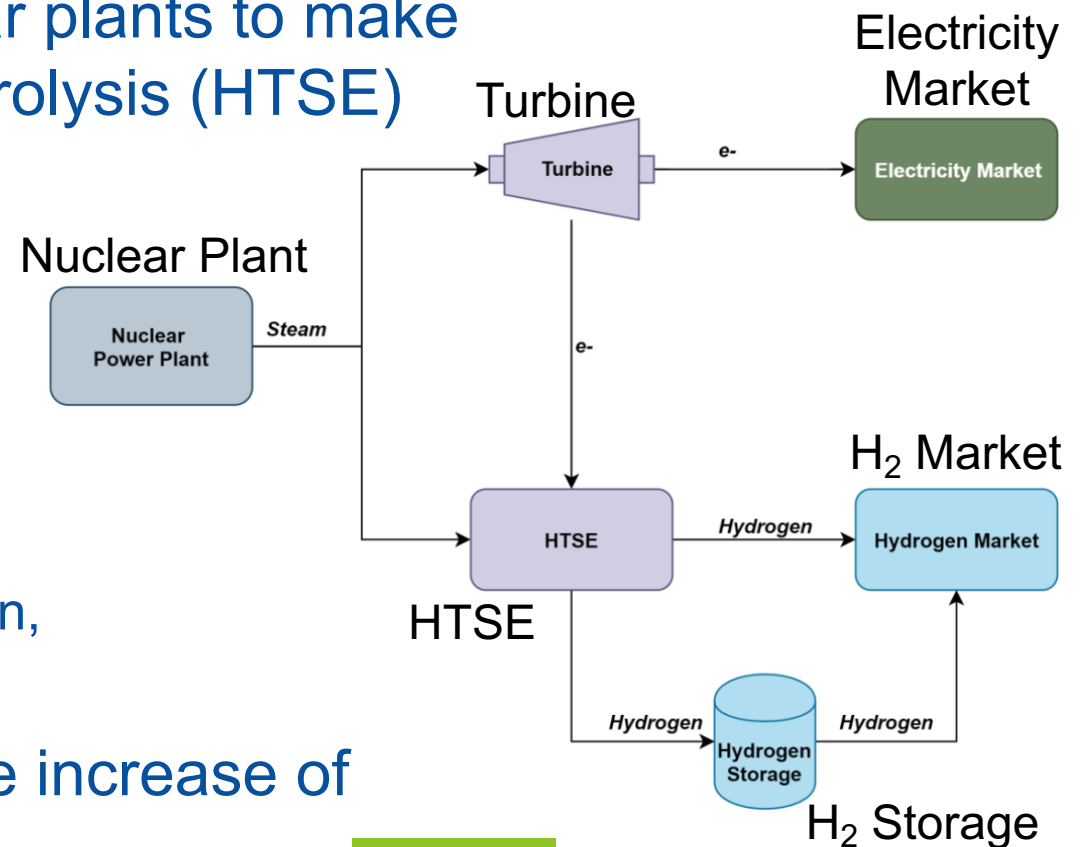 ar plants to make
rolysis (HTSE)
Electricity
Market
Turbine
Turbine
e-
Electricity Market
Nuclear Plant
Nuclear
Power Plant
Steam
e-
H₂ Market
HTSE
Hydrogen
Hydrogen Market
HTSE
n,
Hydrogen
Hydrogen
Storage
Hydrogen
e increase of
H₂ Storage